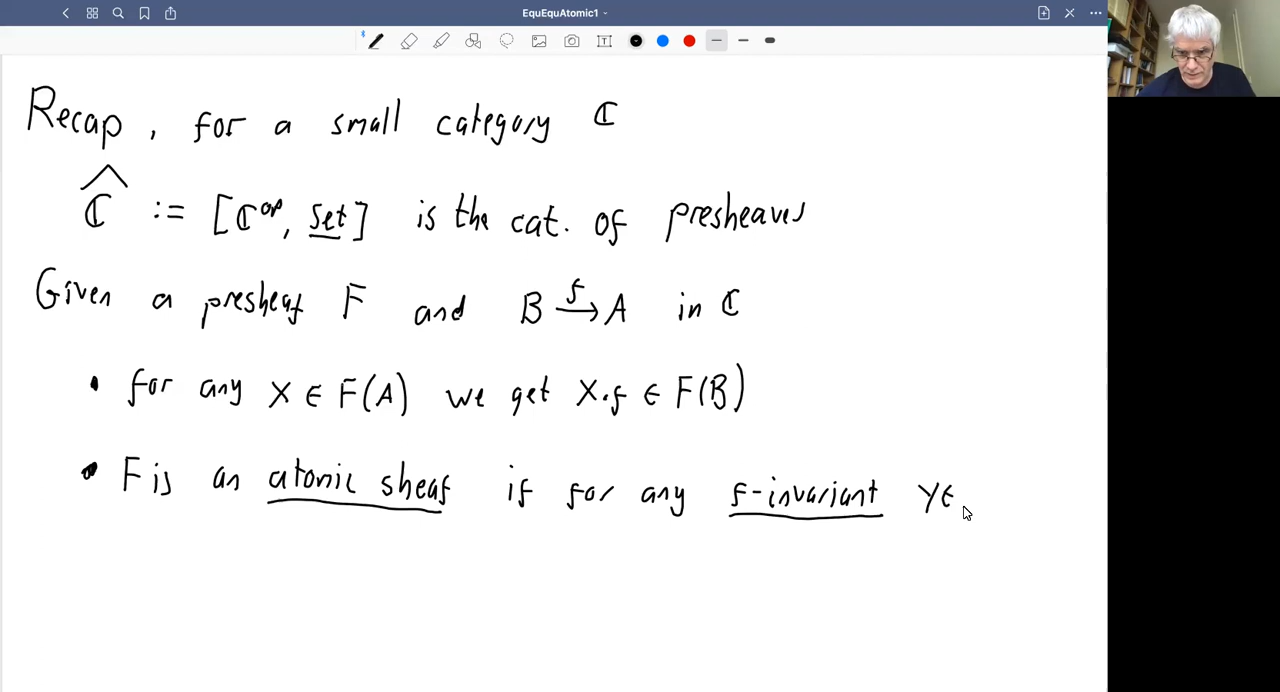 EquEquAtomic1
Recap, for a small category ℂ
ℂ̂ := [ℂᵒᵖ, Set] is the cat. of presheaves
Given a presheaf F and B —f→ A in ℂ
• for any X ∈ F(A) we get X·f ∈ F(B)
• F is an atomic sheaf if for any f-invariant Y ∈